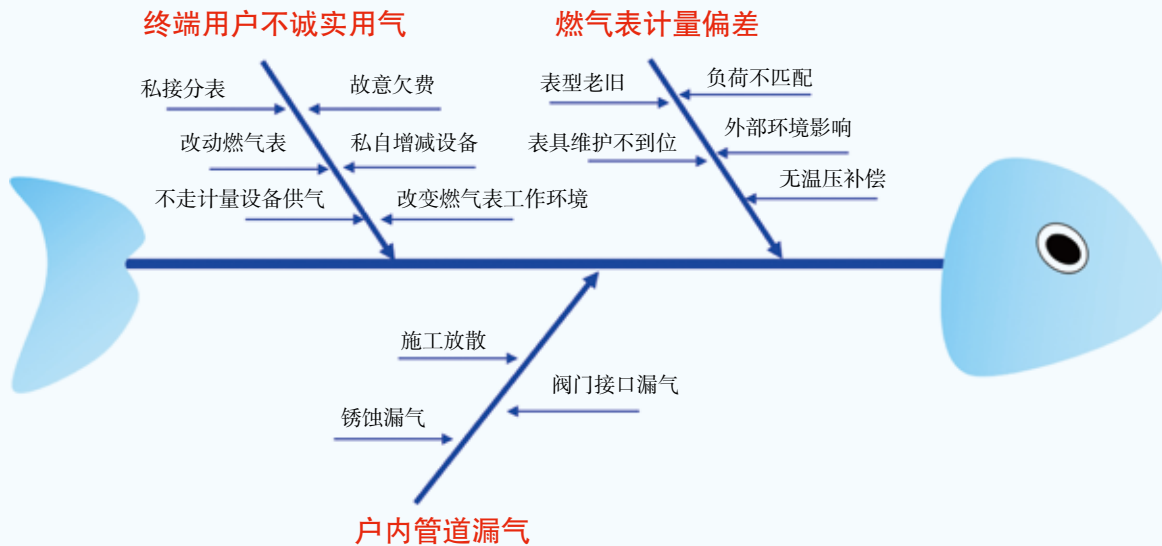 终端用户不诚实用气
燃气表计量偏差
私接分表
故意欠费
表型老旧
负荷不匹配
改动燃气表
私自增减设备
表具维护不到位
外部环境影响
不走计量设备供气
改变燃气表工作环境
无温压补偿
施工放散
阀门接口漏气
锈蚀漏气
户内管道漏气